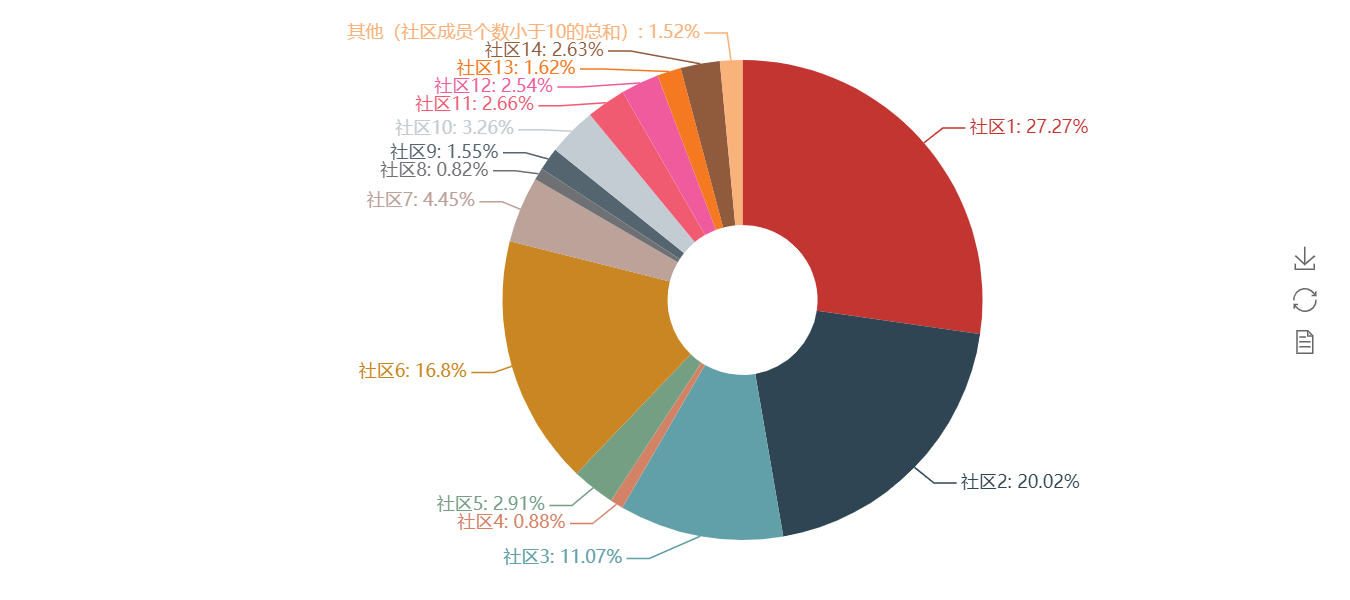 其他（社区成员个数小于10的总和）: 1.52%
社区14: 2.63%
社区13: 1.62%
社区12: 2.54%
社区11: 2.66%
社区10: 3.26%
社区1: 27.27%
社区9: 1.55%
社区8: 0.82%
社区7: 4.45%
社区6: 16.8%
社区2: 20.02%
社区5: 2.91%
社区4: 0.88%
社区3: 11.07%